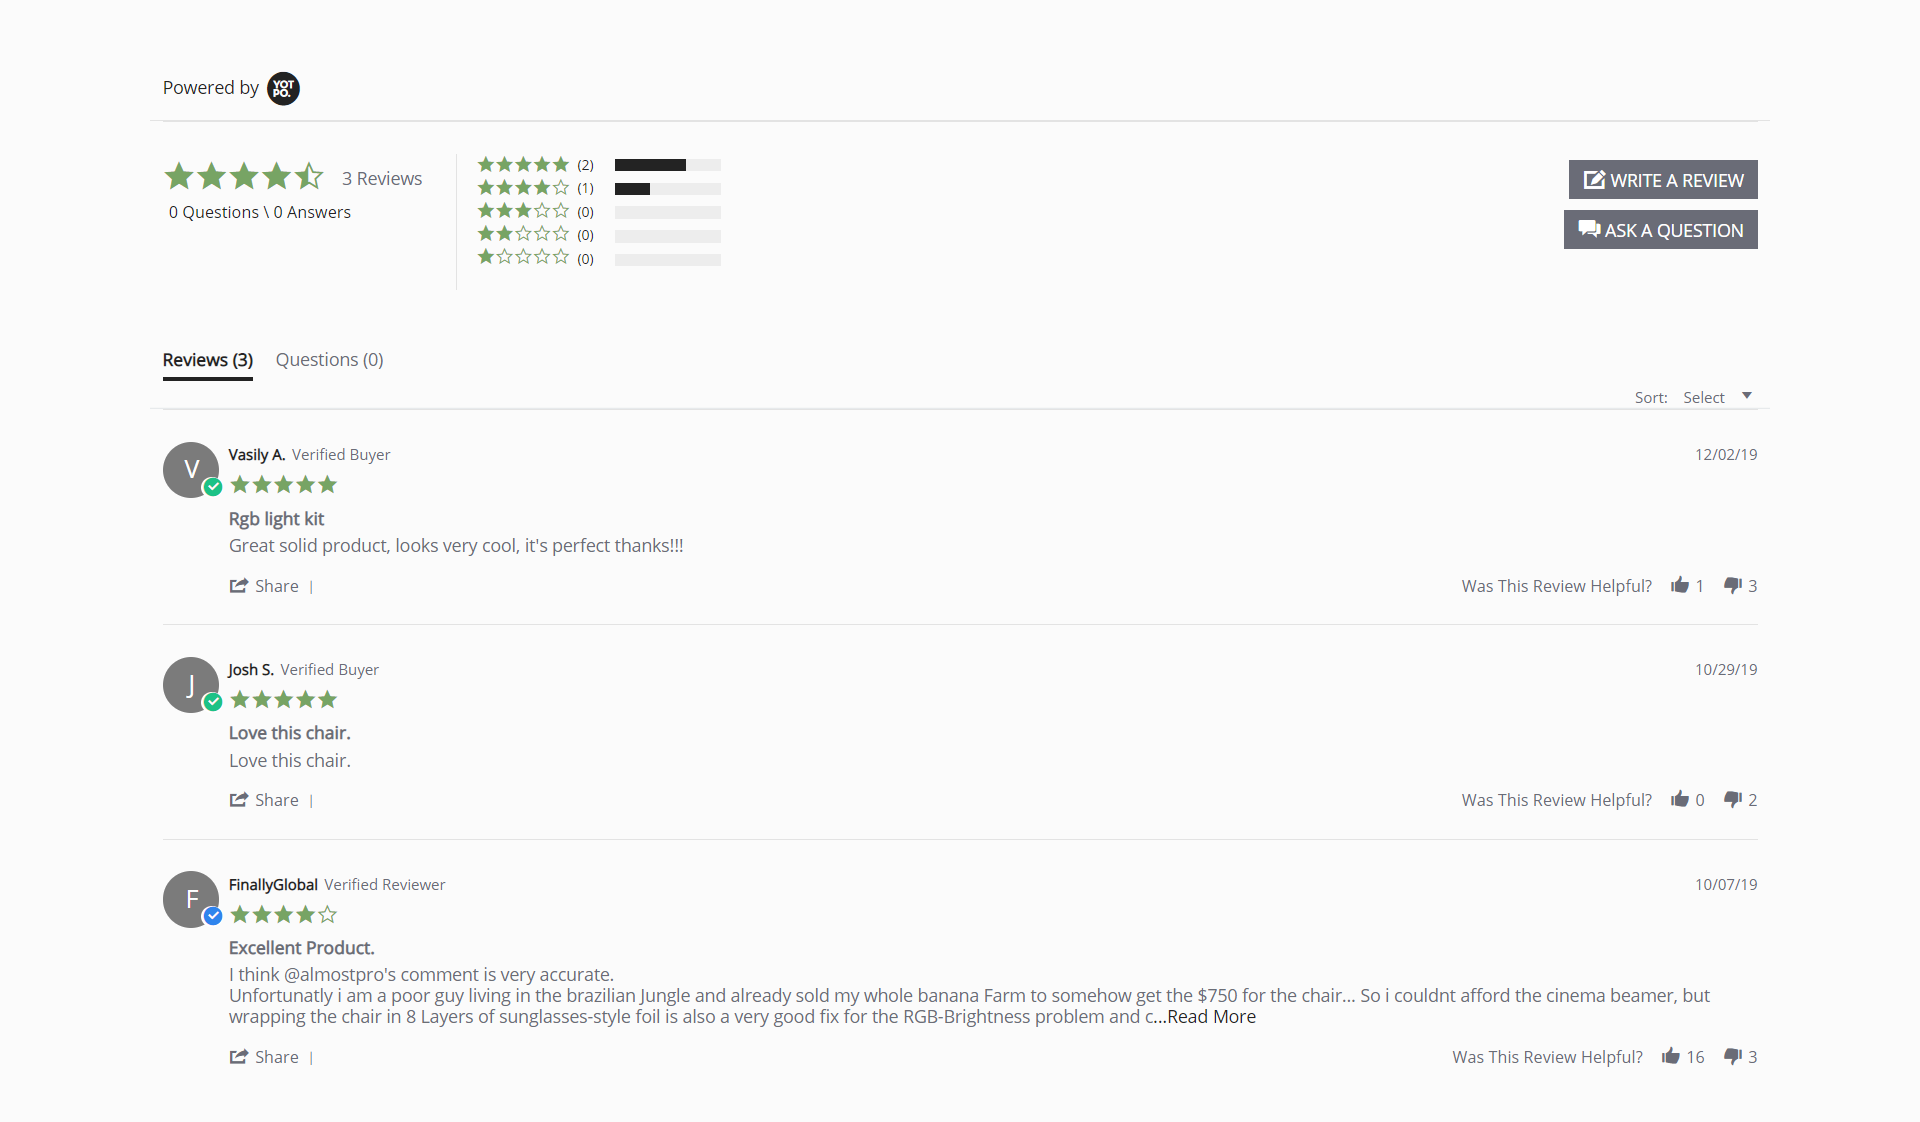 Powered by YOT PO.
3 Reviews
0 Questions \ 0 Answers
(2)
(1)
(0)
(0)
(0)
WRITE A REVIEW
ASK A QUESTION
Reviews (3) Questions (0)
Sort: Select
V Vasily A. Verified Buyer 12/02/19
Rgb light kit
Great solid product, looks very cool, it's perfect thanks!!!
Share | Was This Review Helpful? 1 3
J Josh S. Verified Buyer 10/29/19
Love this chair.
Love this chair.
Share | Was This Review Helpful? 0 2
F FinallyGlobal Verified Reviewer 10/07/19
Excellent Product.
I think @almostpro's comment is very accurate.
Unfortunatly i am a poor guy living in the brazilian Jungle and already sold my whole banana Farm to somehow get the $750 for the chair... So i couldnt afford the cinema beamer, but
wrapping the chair in 8 Layers of sunglasses-style foil is also a very good fix for the RGB-Brightness problem and c...Read More
Share | Was This Review Helpful? 16 3